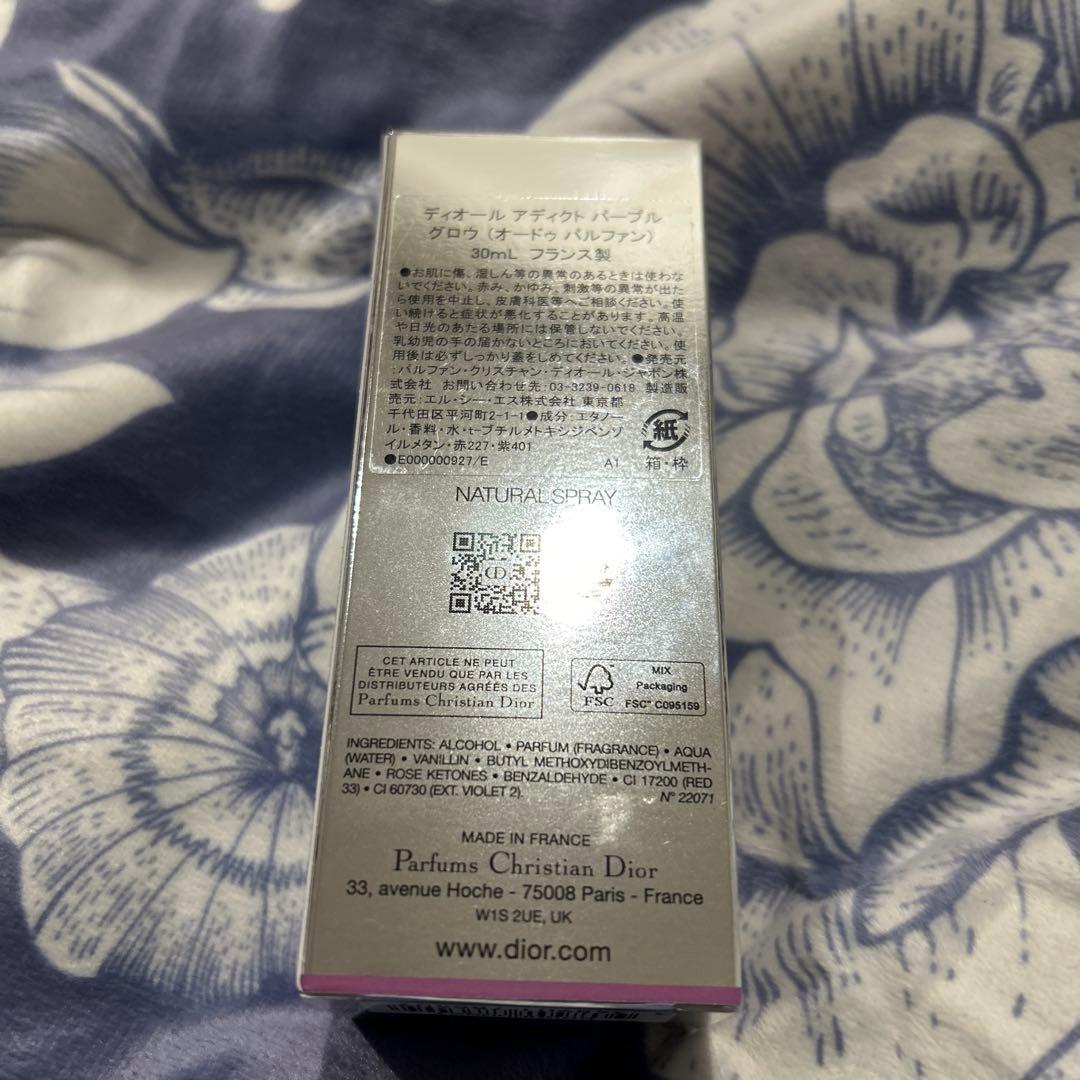 ディオール アディクト パープル
グロウ (オードゥ パルファン)
30mL フランス製
●お肌に傷、湿しん等の異常のあるときは使わな
いでください。赤み、かゆみ、刺激等の異常が出た
ら使用を中止し、皮膚科医等へご相談ください。使
い続けると症状が悪化することがあります。高温
や日光のあたる場所には保管しないでください。
乳幼児の手の届かないところにおいてください。使
用後は必ずしっかり蓋をしめてください。●発売元
:パルファン・クリスチャン・ディオール・ジャポン株
式会社 お問い合わせ先:03-3239-0618 製造販
売元:エル・シー・エス株式会社 東京都
千代田区平河町2-1-1●成分:エタノー
ル・香料・水・t-ブチルメトキシジベンゾ
イルメタン・赤227・紫401
●E000000927/E A1
紙
箱・枠
NATURAL SPRAY
CD
CET ARTICLE NE PEUT
ÊTRE VENDU QUE PAR LES
DISTRIBUTEURS AGRÉÉS DES
Parfums Christian Dior
FSC
MIX
Packaging
FSC® C095159
INGREDIENTS: ALCOHOL • PARFUM (FRAGRANCE) • AQUA
(WATER) • VANILLIN • BUTYL METHOXYDIBENZOYLMETH-
ANE • ROSE KETONES • BENZALDEHYDE • CI 17200 (RED
33) • CI 60730 (EXT. VIOLET 2). N° 22071
MADE IN FRANCE
Parfums Christian Dior
33, avenue Hoche - 75008 Paris - France
W1S 2UE, UK
www.dior.com